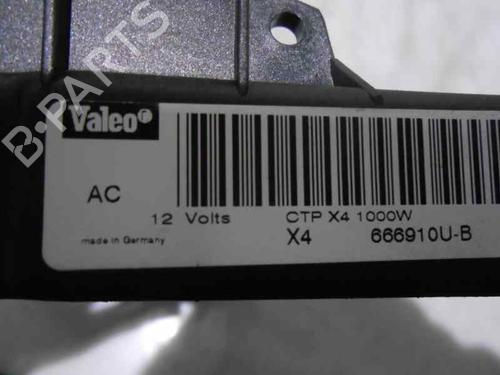 B-PARTS
Valeo
AC
12 Volts CTP X4 1000W
made in Germany X4 666910U-B